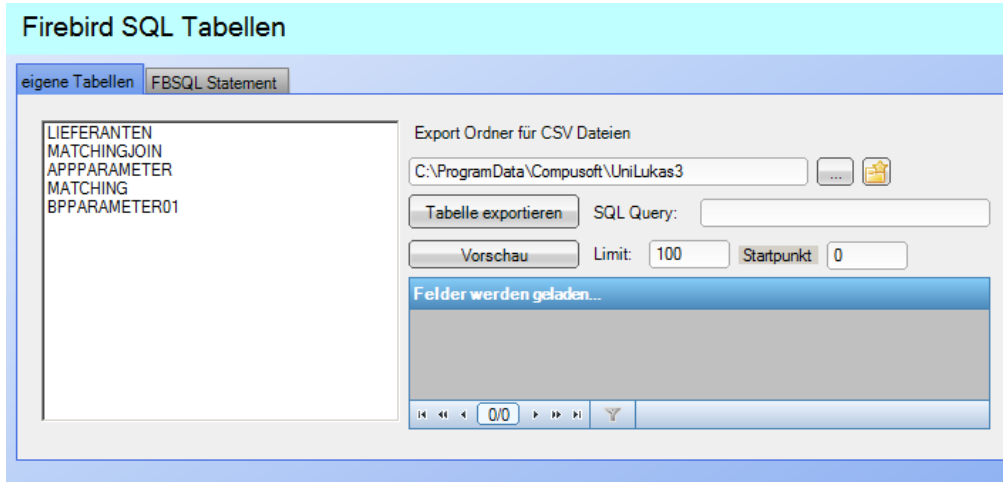 Firebird SQL Tabellen
eigene Tabellen FBSQL Statement
LIEFERANTEN
MATCHINGJOIN
APPPARAMETER
MATCHING
BPPARAMETER01
Export Ordner für CSV Dateien
C:\ProgramData\Compusoft\UniLukas3 ...
Tabelle exportieren SQL Query:
Vorschau Limit: 100 Startpunkt 0
Felder werden geladen...
0/0